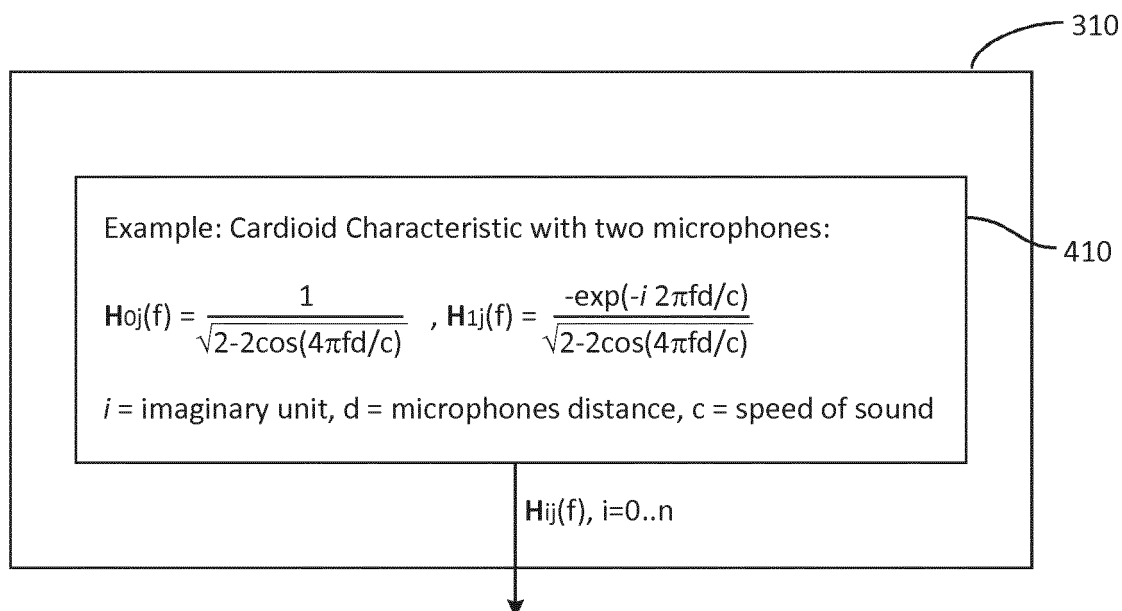 310
Example: Cardioid Characteristic with two microphones:
410
H0j(f) = 1 / √2-2cos(4πfd/c) , H1j(f) = -exp(-i 2πfd/c) / √2-2cos(4πfd/c)
i = imaginary unit, d = microphones distance, c = speed of sound
Hij(f), i=0..n